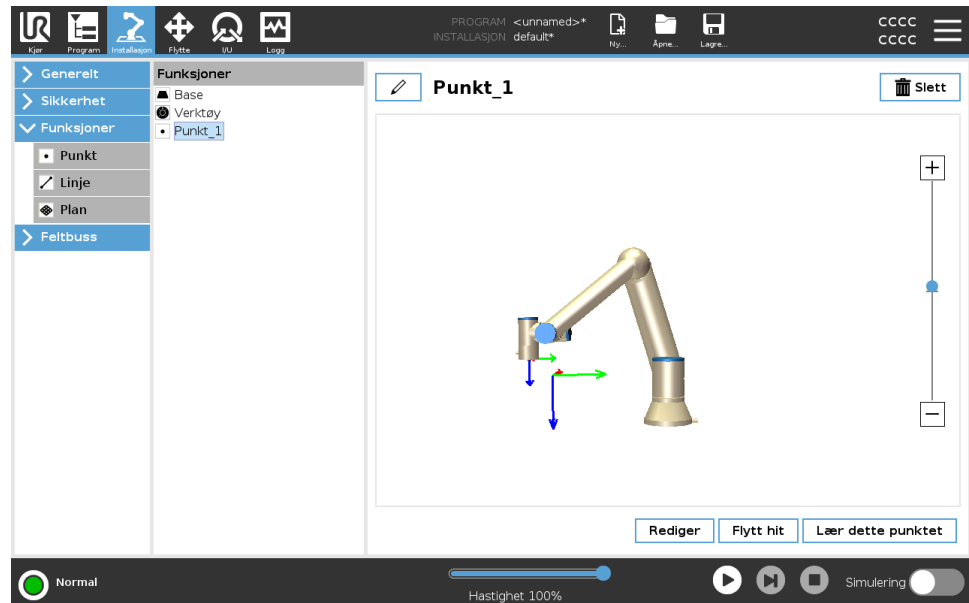 PROGRAM <unnamed>*
INSTALLASJON default*
CCCC
CCCC
Kjør
Program
Installasjon
Flytte
I/U
Logg
Ny...
Åpne...
Lagre...
Generelt
Sikkerhet
Funksjoner
Punkt
Linje
Plan
Feltbuss
Funksjoner
Base
Verktøy
Punkt_1
Punkt_1
Slett
Rediger
Flytt hit
Lær dette punktet
Normal
Hastighet 100%
Simulering